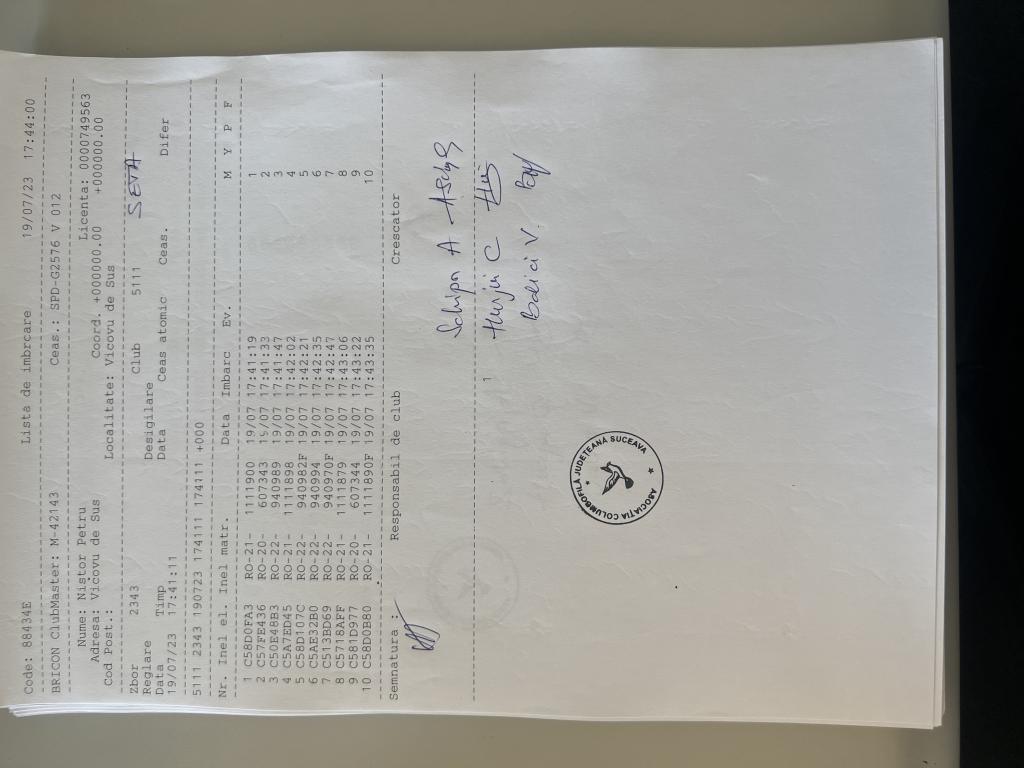 Code: 88434E Lista de imbrcare 19/07/23 17:44:00
BRICON ClubMaster: M-42143 Ceas.: SPD-G2576 V 012
Nume: Nistor Petru Licenta: 0000749563
Adresa: Vicovu de Sus Coord. +000000.00 +000000.00
Cod Post.: Localitate: Vicovu de Sus
Zbor 2343 Club 5111 SETA
Reglare Desigilare
Data Timp Data Ceas atomic Ceas. Difer
19/07/23 17:41:11
5111 2343 190723 174111 174111 +000
Nr. Inel el. Inel matr. Data Imbarc Ev. M Y P F
1 C58D0FA3 RO-21- 1111900 19/07 17:41:19 1
2 C57FE436 RO-20- 607343 19/07 17:41:33 2
3 C50E48B3 RO-22- 940989 19/07 17:41:47 3
4 C5A7ED45 RO-21- 1111898 19/07 17:42:02 4
5 C58D107C RO-22- 940982F 19/07 17:42:21 5
6 C5AE32B0 RO-22- 940994 19/07 17:42:35 6
7 C513BD69 RO-22- 940970F 19/07 17:42:47 7
8 C5718AFF RO-21- 1111879 19/07 17:43:06 8
9 C581D977 RO-20- 607344 19/07 17:43:22 9
10 C58D0B80 RO-21- 1111890F 19/07 17:43:35 10
Semnatura : Responsabil de club Crescator
Schipor A
1
ASOCIAȚIA COLUMBOFILĂ JUDEȚEANĂ SUCEAVA